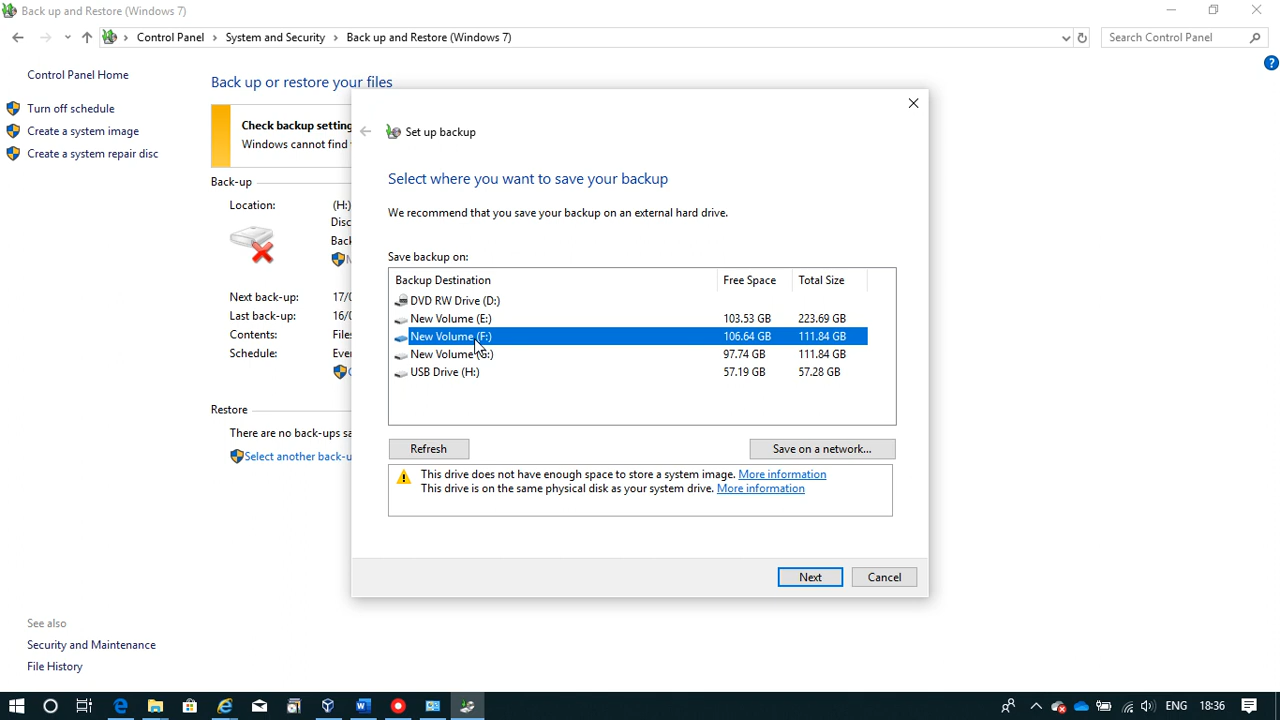 Back up and Restore (Windows 7)
Control Panel
System and Security
Back up and Restore (Windows 7)
Search Control Panel
Control Panel Home
Turn off schedule
Create a system image
Create a system repair disc
See also
Security and Maintenance
File History
Back up or restore your files
Check backup setting
Windows cannot find
Back-up
Location:
(H:)
Disc
Back
Next back-up:
17/0
Last back-up:
16/0
Contents:
Files
Schedule:
Ever
Restore
There are no back-ups sa
Select another back-u
Set up backup
Select where you want to save your backup
We recommend that you save your backup on an external hard drive.
Save backup on:
Backup Destination Free Space Total Size
DVD RW Drive (D:)
New Volume (E:) 103.53 GB 223.69 GB
New Volume (F:) 106.64 GB 111.84 GB
New Volume (G:) 97.74 GB 111.84 GB
USB Drive (H:) 57.19 GB 57.28 GB
Refresh
Save on a network...
This drive does not have enough space to store a system image. More information
This drive is on the same physical disk as your system drive. More information
Next
Cancel
ENG 18:36